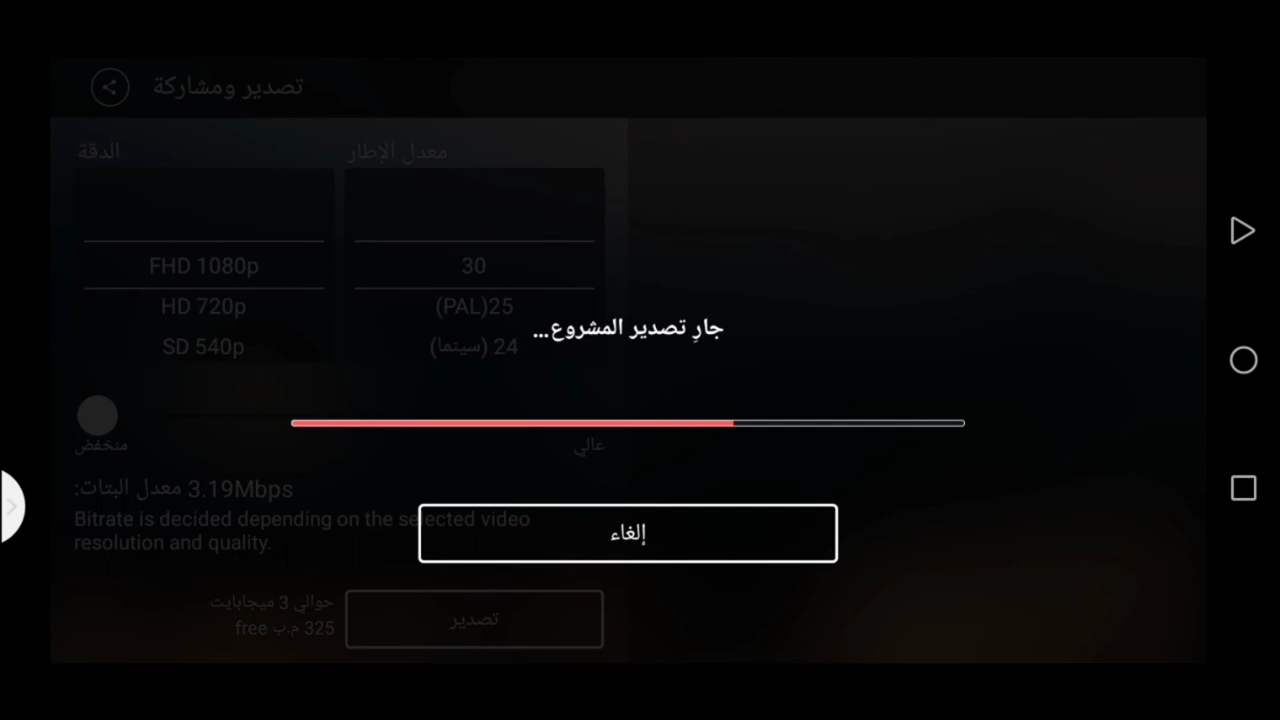 تصدير ومشاركة
الدقة
معدل الإطار
FHD 1080p
30
HD 720p
25(PAL)
SD 540p
24 (سينما)
جارِ تصدير المشروع...
منخفض
عالي
معدل البتات: 3.19Mbps
Bitrate is decided depending on the selected video
resolution and quality.
إلغاء
حوالي 3 ميجابايت
325 م.ب free
تصدير